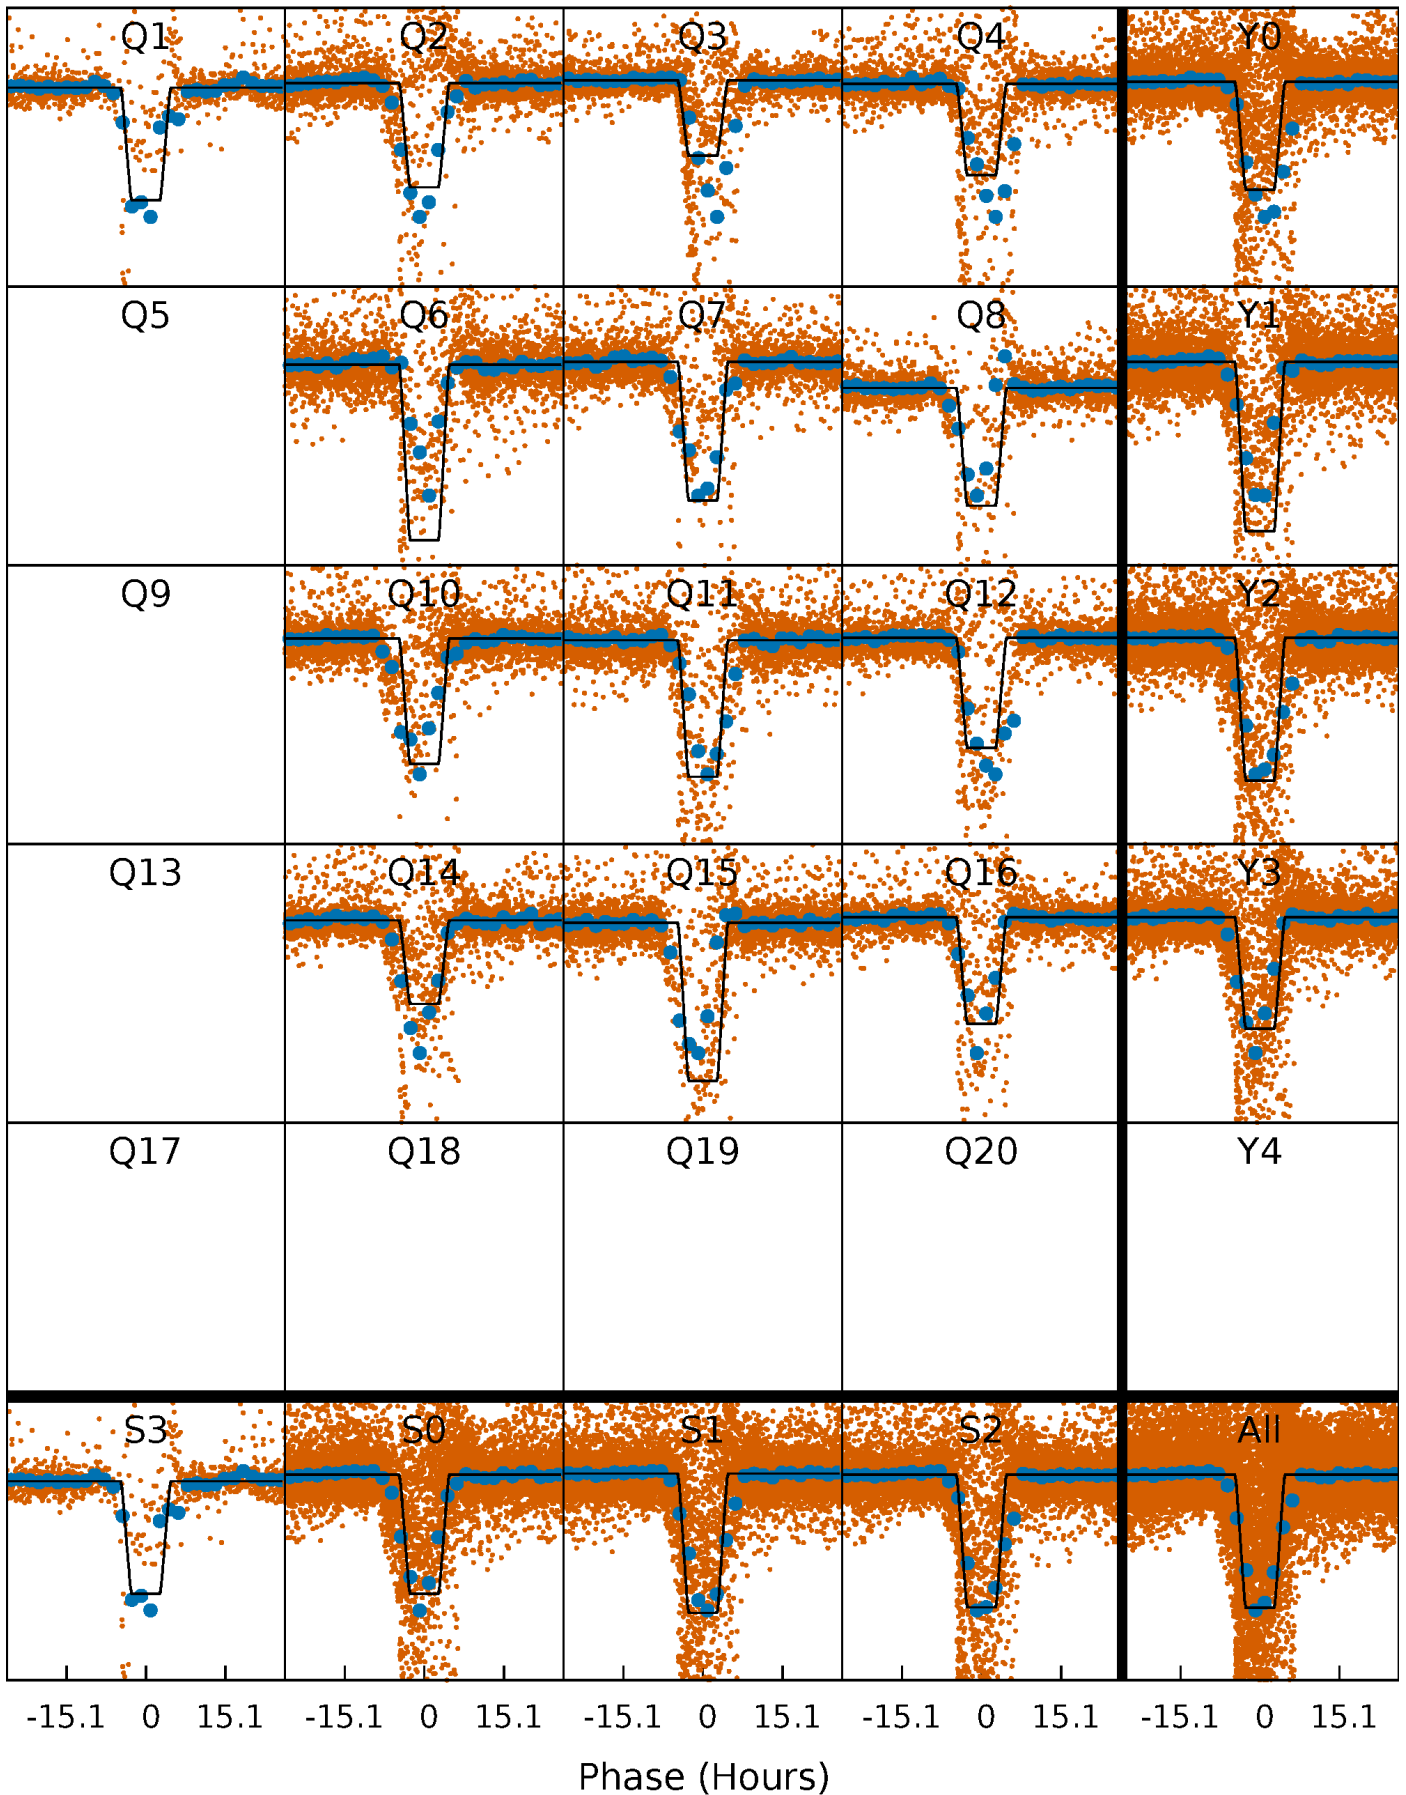 Q1 Q2 Q3 Q4 Y0
Q5 Q6 Q7 Q8 Y1
Q9 Q10 Q11 Q12 Y2
Q13 Q14 Q15 Q16 Y3
Q17 Q18 Q19 Q20 Y4
S3 S0 S1 S2 All
-15.1 0 15.1 -15.1 0 15.1 -15.1 0 15.1 -15.1 0 15.1 -15.1 0 15.1
Phase (Hours)